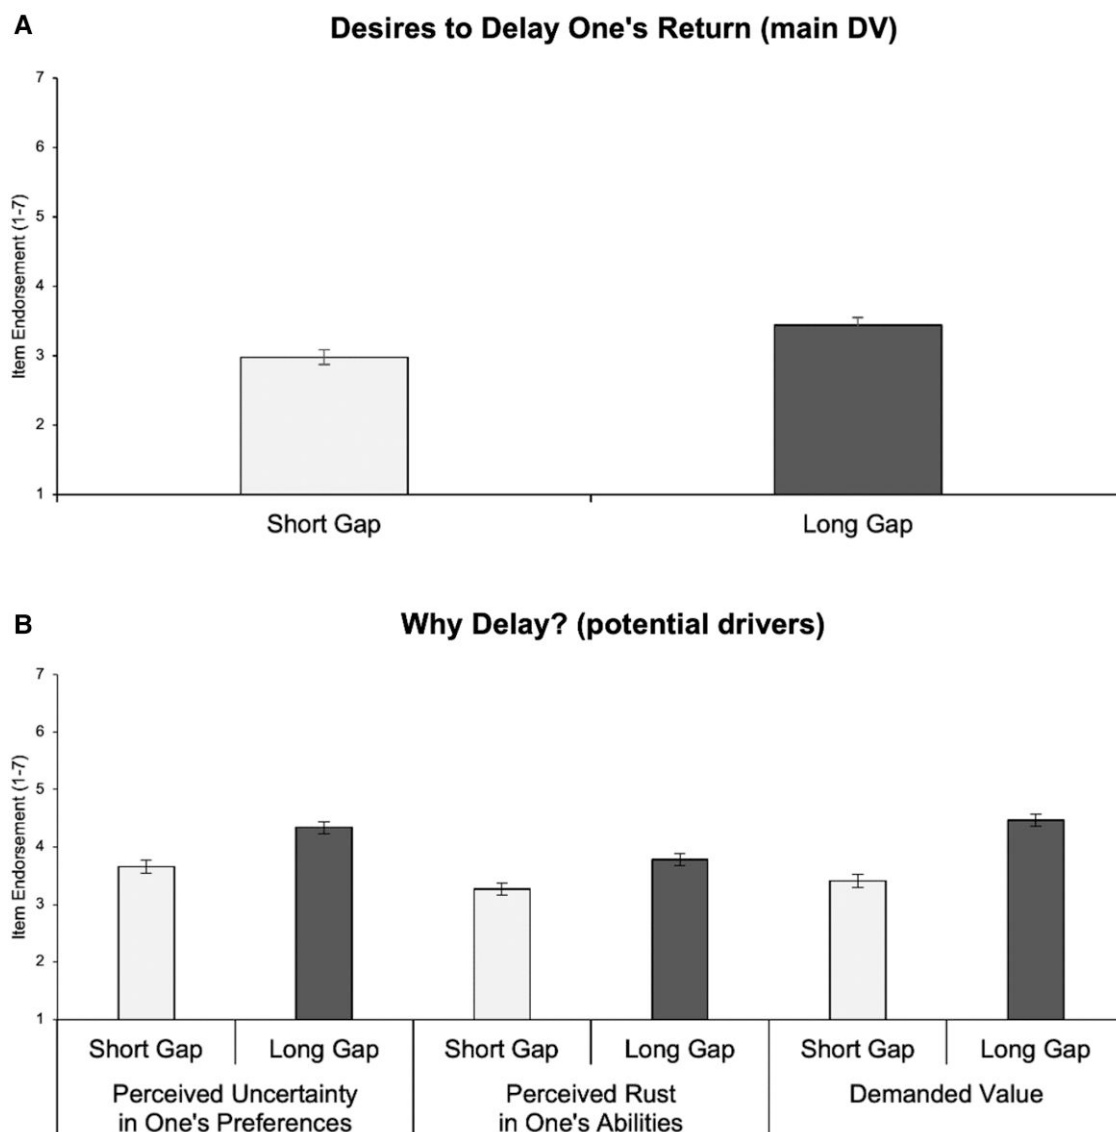 A
Desires to Delay One's Return (main DV)
7
6
5
4
3
2
1
Item Endorsement (1-7)
Short Gap
Long Gap
B
Why Delay? (potential drivers)
7
6
5
4
3
2
1
Item Endorsement (1-7)
Short Gap
Long Gap
Short Gap
Long Gap
Short Gap
Long Gap
Perceived Uncertainty
in One's Preferences
Perceived Rust
in One's Abilities
Demanded Value